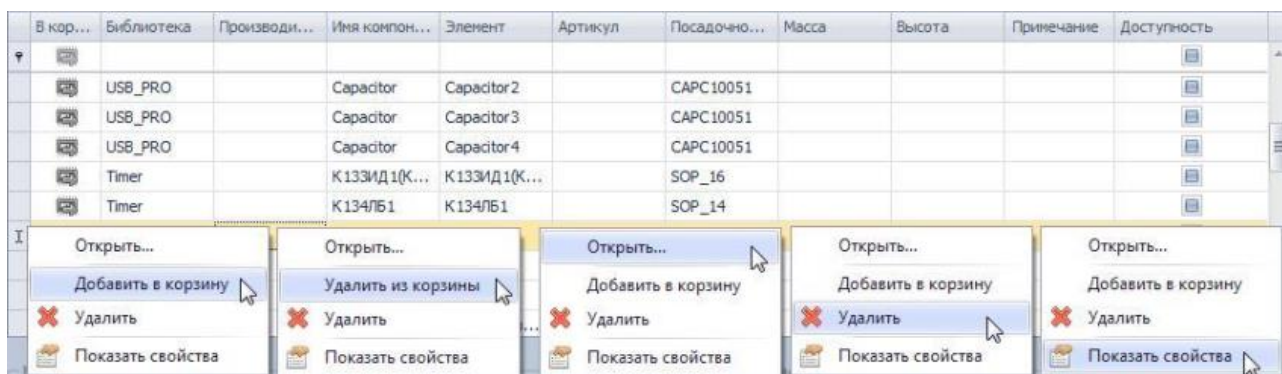 В кор... Библиотека Производи... Имя компон... Элемент Артикул Посадочно... Масса Высота Примечание Доступность
USB_PRO Capacitor Capacitor2 CAPC10051
USB_PRO Capacitor Capacitor3 CAPC10051
USB_PRO Capacitor Capacitor4 CAPC10051
Timer К133ИД1(К... К133ИД1(К... SOP_16
Timer К134ЛБ1 К134ЛБ1 SOP_14
Открыть... Открыть... Открыть... Открыть... Открыть...
Добавить в корзину Удалить из корзины Добавить в корзину Добавить в корзину Добавить в корзину
Удалить Удалить Удалить Удалить Удалить
Показать свойства Показать свойства Показать свойства Показать свойства Показать свойства